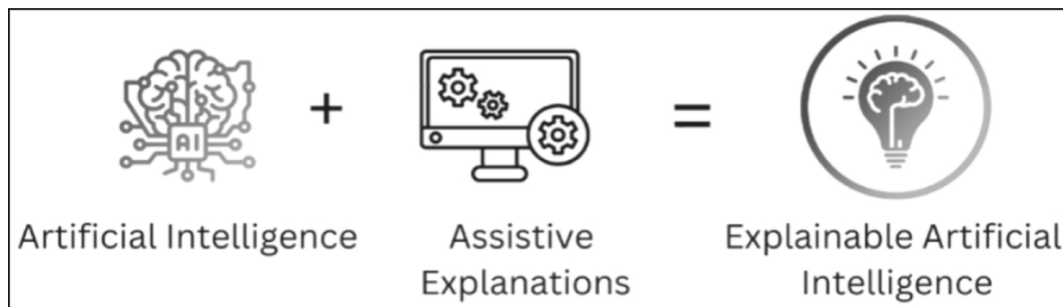 AI
+
=
Artificial Intelligence
Assistive
Explanations
Explainable Artificial
Intelligence